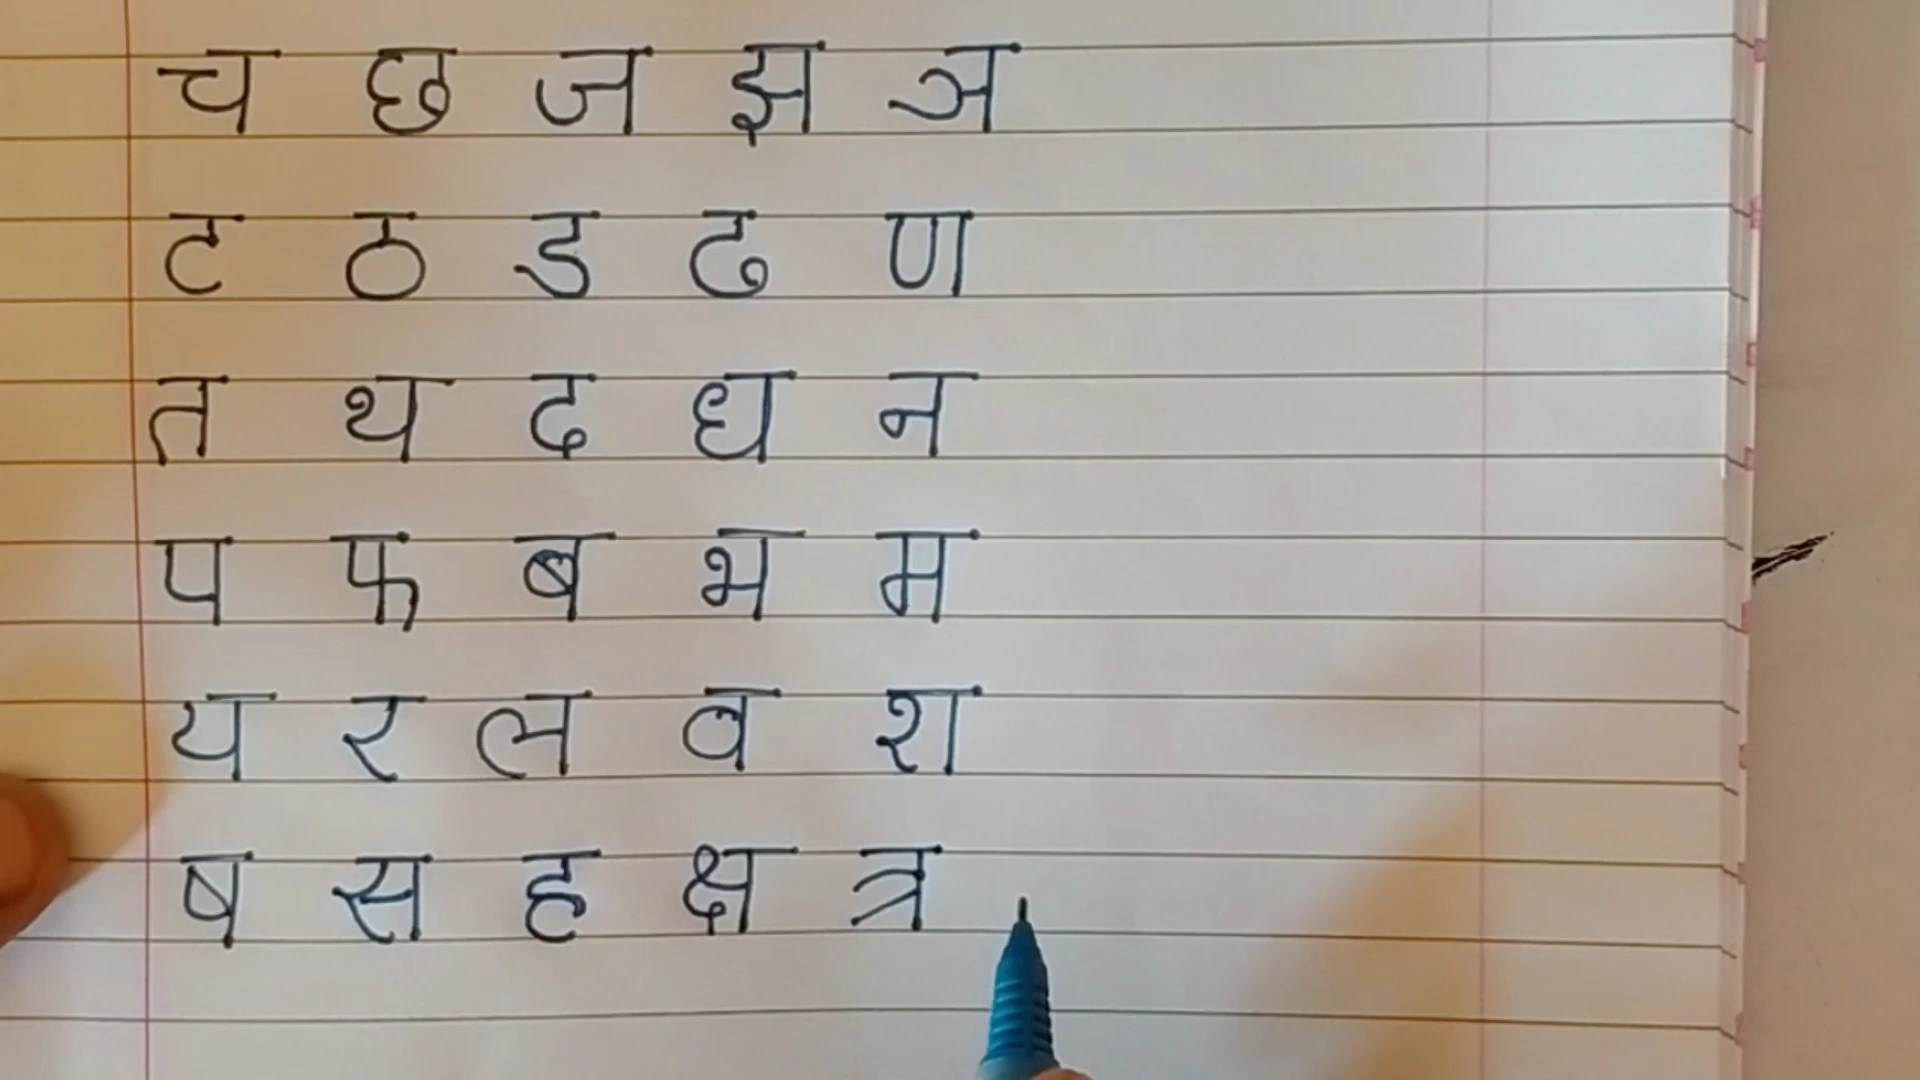 च छ ज झ ञ
ट ठ ड ढ ण
त थ द ध न
प फ ब भ म
य र ल व श
ष स ह क्ष त्र